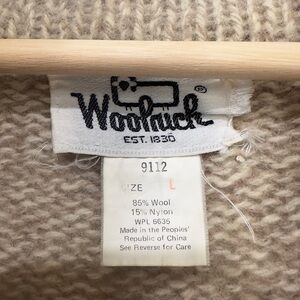 Woolrich
®
EST. 1830
9112
SIZE L
85% Wool
15% Nylon
WPL 6635
Made in the Peoples'
Republic of China
See Reverse for Care